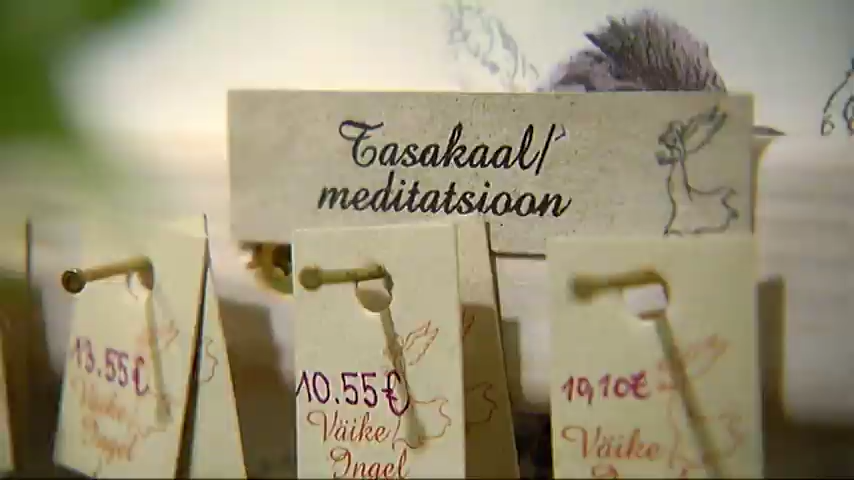 Tasakaal/
meditatsioon
13.55€
Väike
Ingel
10.55€
Väike
Ingel
19,10€
Väike